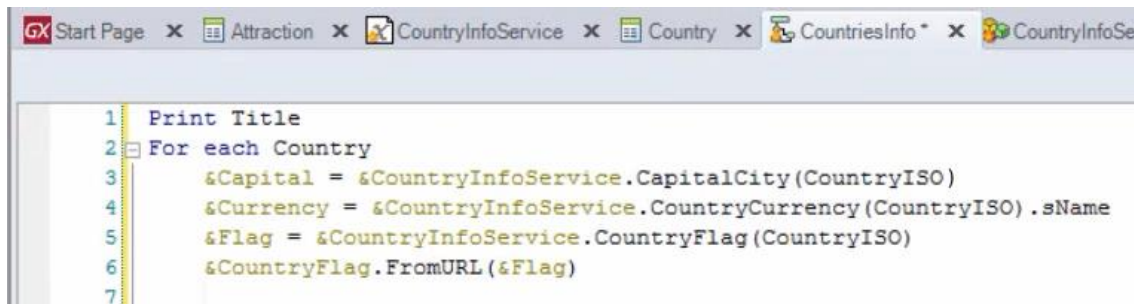 GX Start Page x Attraction x CountryInfoService x Country x CountriesInfo * x CountryInfoSe
1 Print Title
2 For each Country
3 &Capital = &CountryInfoService.CapitalCity(CountryISO)
4 &Currency = &CountryInfoService.CountryCurrency(CountryISO).sName
5 &Flag = &CountryInfoService.CountryFlag(CountryISO)
6 &CountryFlag.FromURL(&Flag)
7